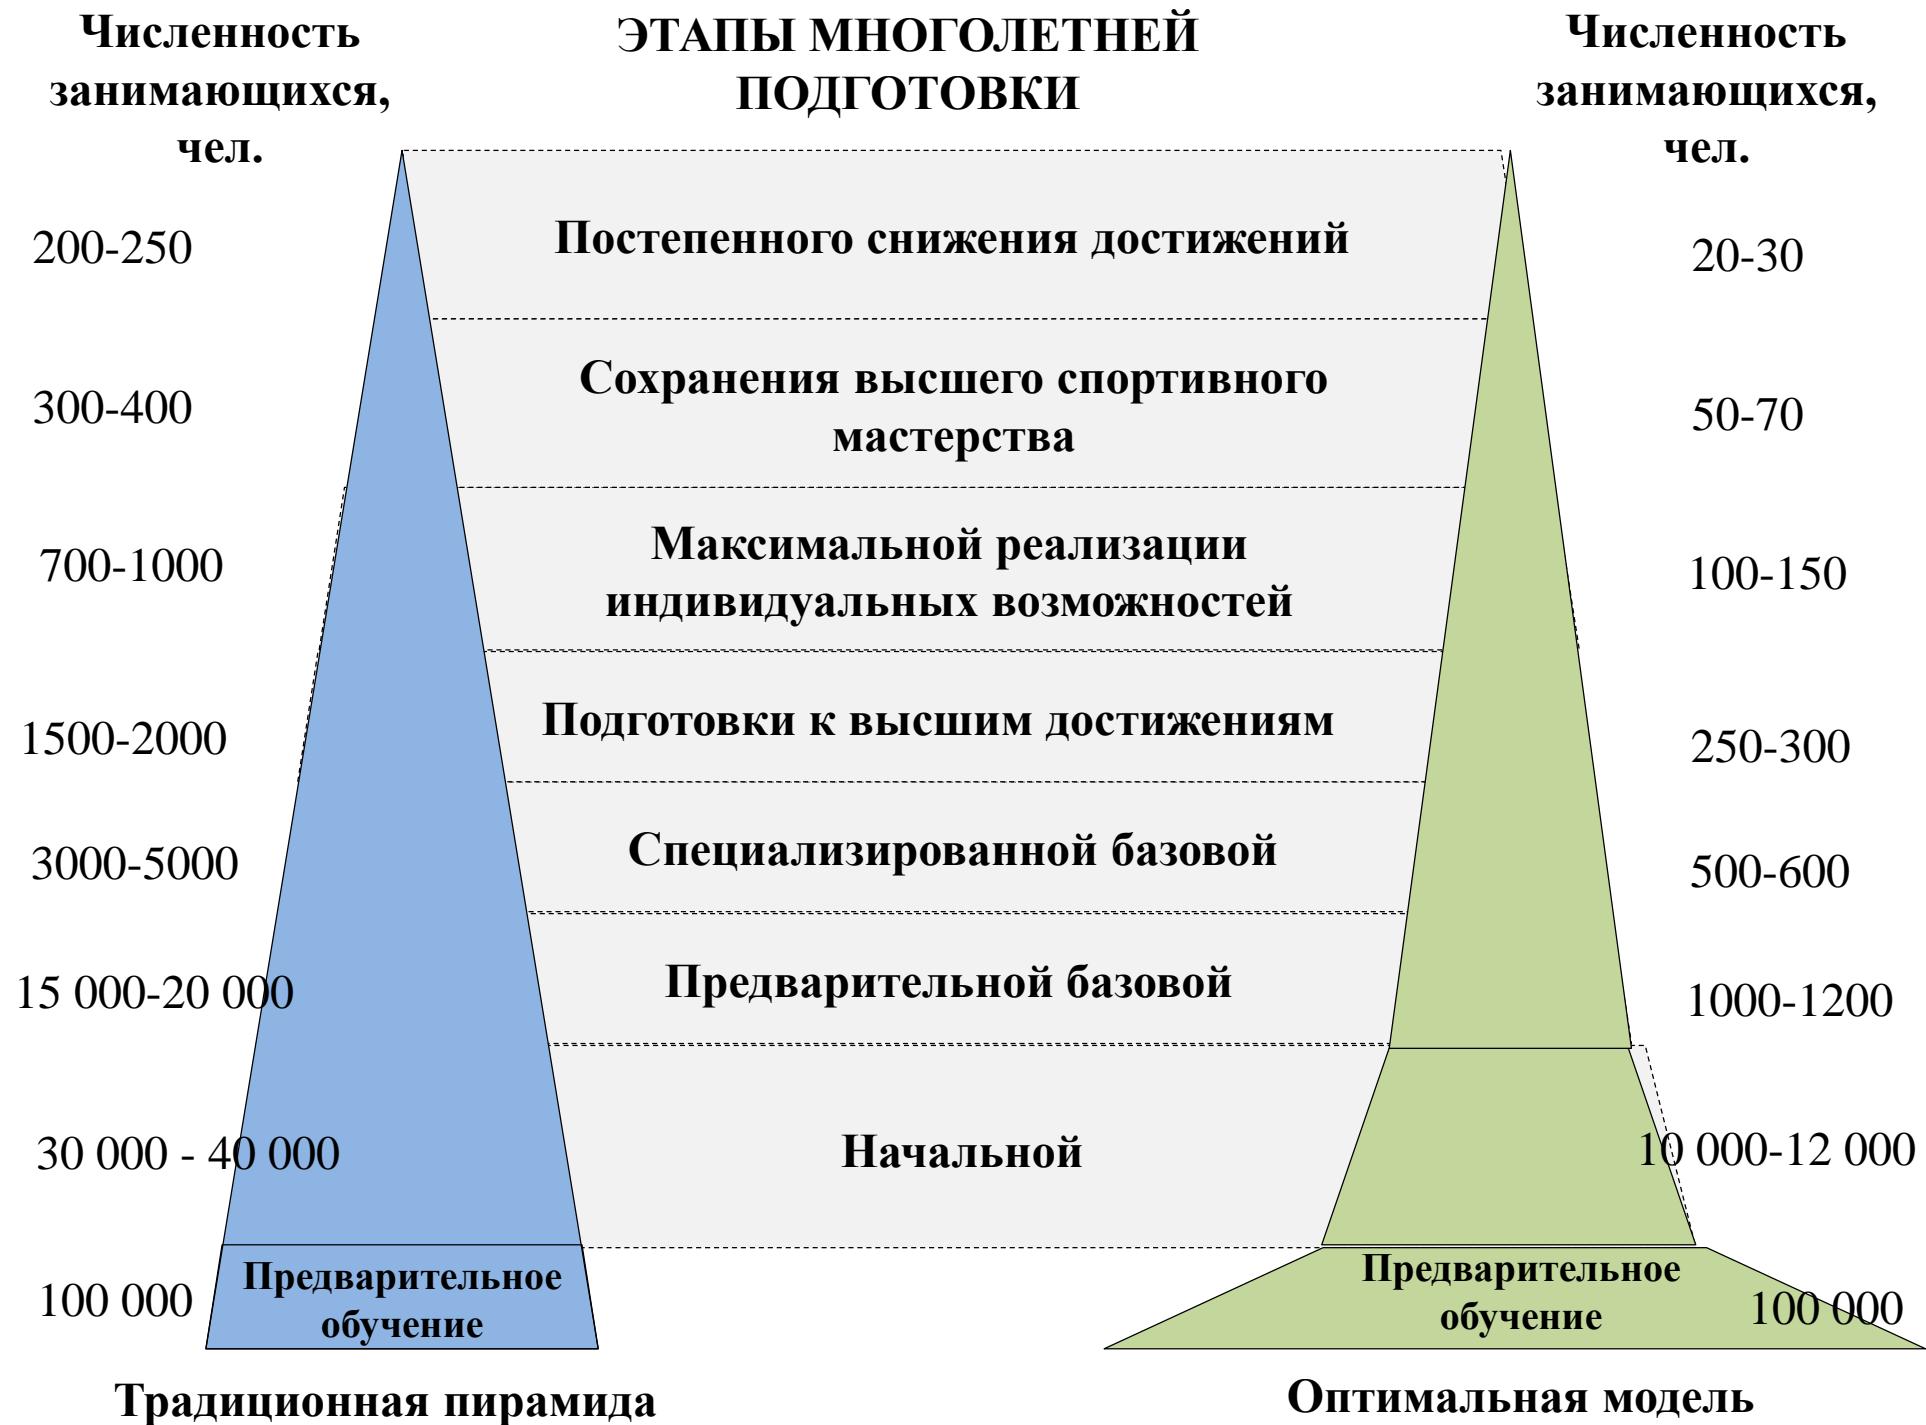 Численность
занимающихся,
чел.
ЭТАПЫ МНОГОЛЕТНЕЙ
ПОДГОТОВКИ
Численность
занимающихся,
чел.
200-250
Постепенного снижения достижений
20-30
300-400
Сохранения высшего спортивного
мастерства
50-70
700-1000
Максимальной реализации
индивидуальных возможностей
100-150
1500-2000
Подготовки к высшим достижениям
250-300
3000-5000
Специализированной базовой
500-600
15 000-20 000
Предварительной базовой
1000-1200
30 000 - 40 000
Начальной
10 000-12 000
100 000
Предварительное
обучение
Предварительное
обучение
100 000
Традиционная пирамида
Оптимальная модель